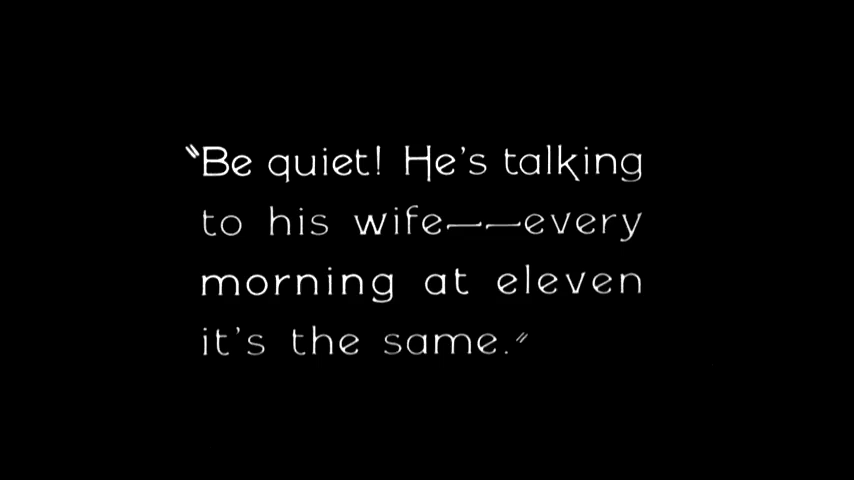 "Be quiet! He's talking
to his wife——every
morning at eleven
it's the same."